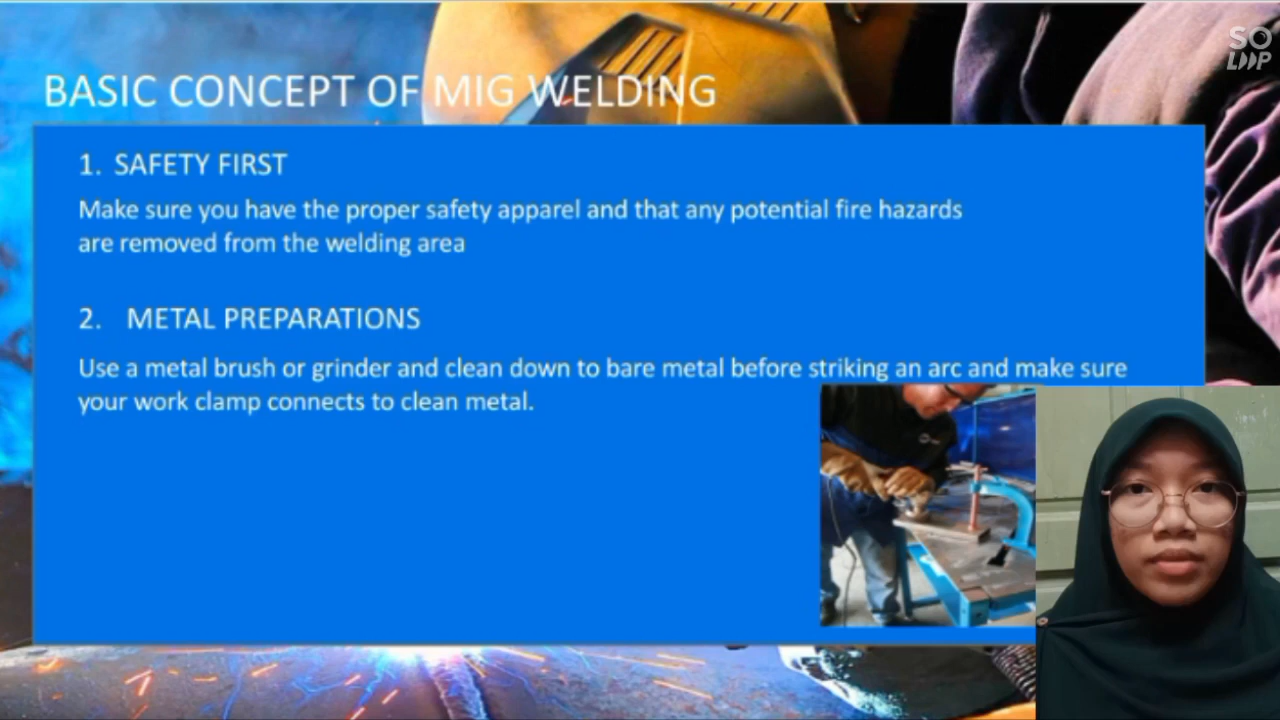 SO
LOOP
BASIC CONCEPT OF MIG WELDING
1. SAFETY FIRST
Make sure you have the proper safety apparel and that any potential fire hazards
are removed from the welding area
2. METAL PREPARATIONS
Use a metal brush or grinder and clean down to bare metal before striking an arc and make sure
your work clamp connects to clean metal.